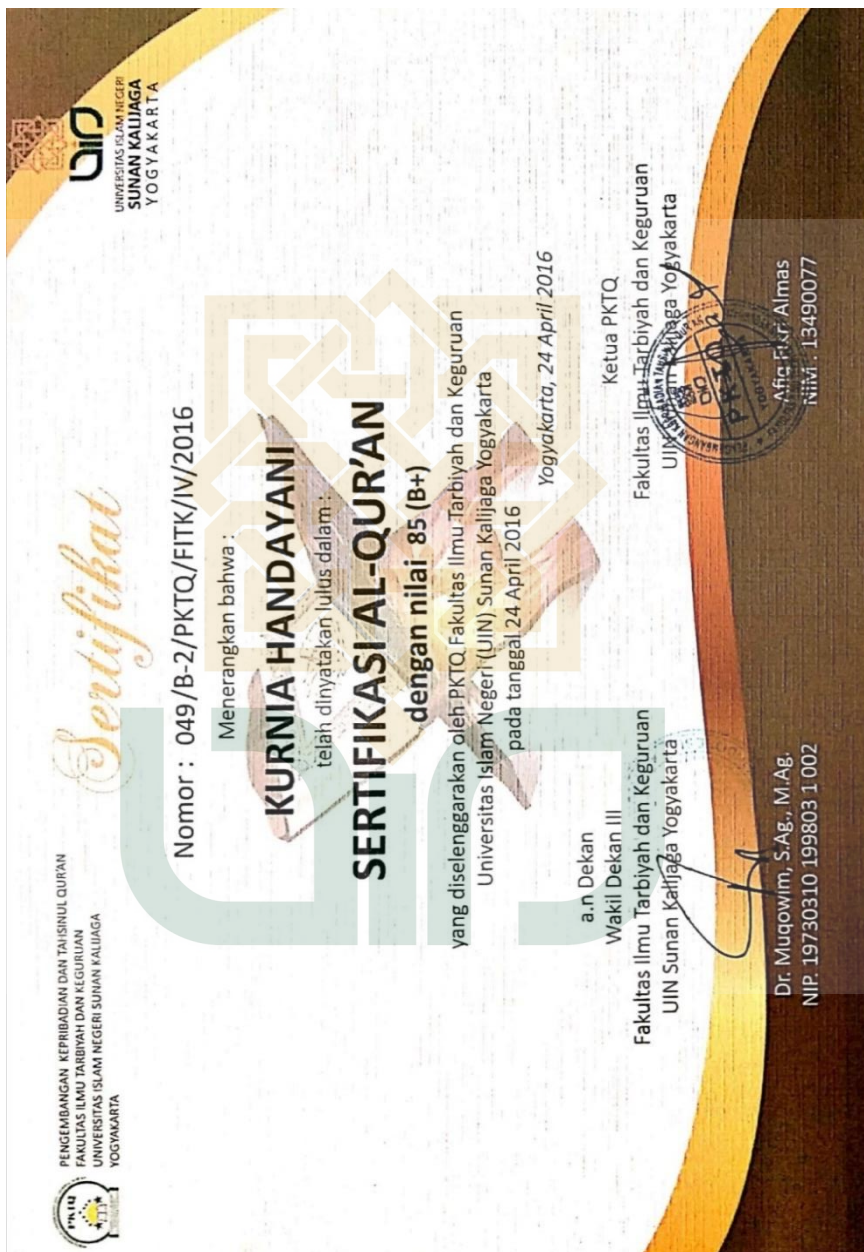 PKTQ
PENGEMBANGAN KEPRIBADIAN DAN TAHSINUL QUR'AN
FAKULTAS ILMU TARBIYAH DAN KEGURUAN
UNIVERSITAS ISLAM NEGERI SUNAN KALIJAGA
YOGYAKARTA
UNIVERSITAS ISLAM NEGERI
SUNAN KALIJAGA
YOGYAKARTA
Sertifikat
Nomor : 049/B-2/PKTQ/FITK/IV/2016
Menerangkan bahwa :
KURNIA HANDAYANI
telah dinyatakan lulus dalam :
SERTIFIKASI AL-QUR'AN
dengan nilai 85 (B+)
yang diselenggarakan oleh PKTQ Fakultas Ilmu Tarbiyah dan Keguruan
Universitas Islam Negeri (UIN) Sunan Kalijaga Yogyakarta
pada tanggal 24 April 2016
Yogyakarta, 24 April 2016
a.n Dekan
Wakil Dekan III
Fakultas Ilmu Tarbiyah dan Keguruan
UIN Sunan Kalijaga Yogyakarta
Dr. Muqowim, S.Ag., M.Ag.
NIP. 19730310 199803 1 002
Ketua PKTQ
Fakultas Ilmu Tarbiyah dan Keguruan
UIN Sunan Kalijaga Yogyakarta
PKTQ
YOGYAKARTA
Afiq Fikri Almas
NIM . 13490077